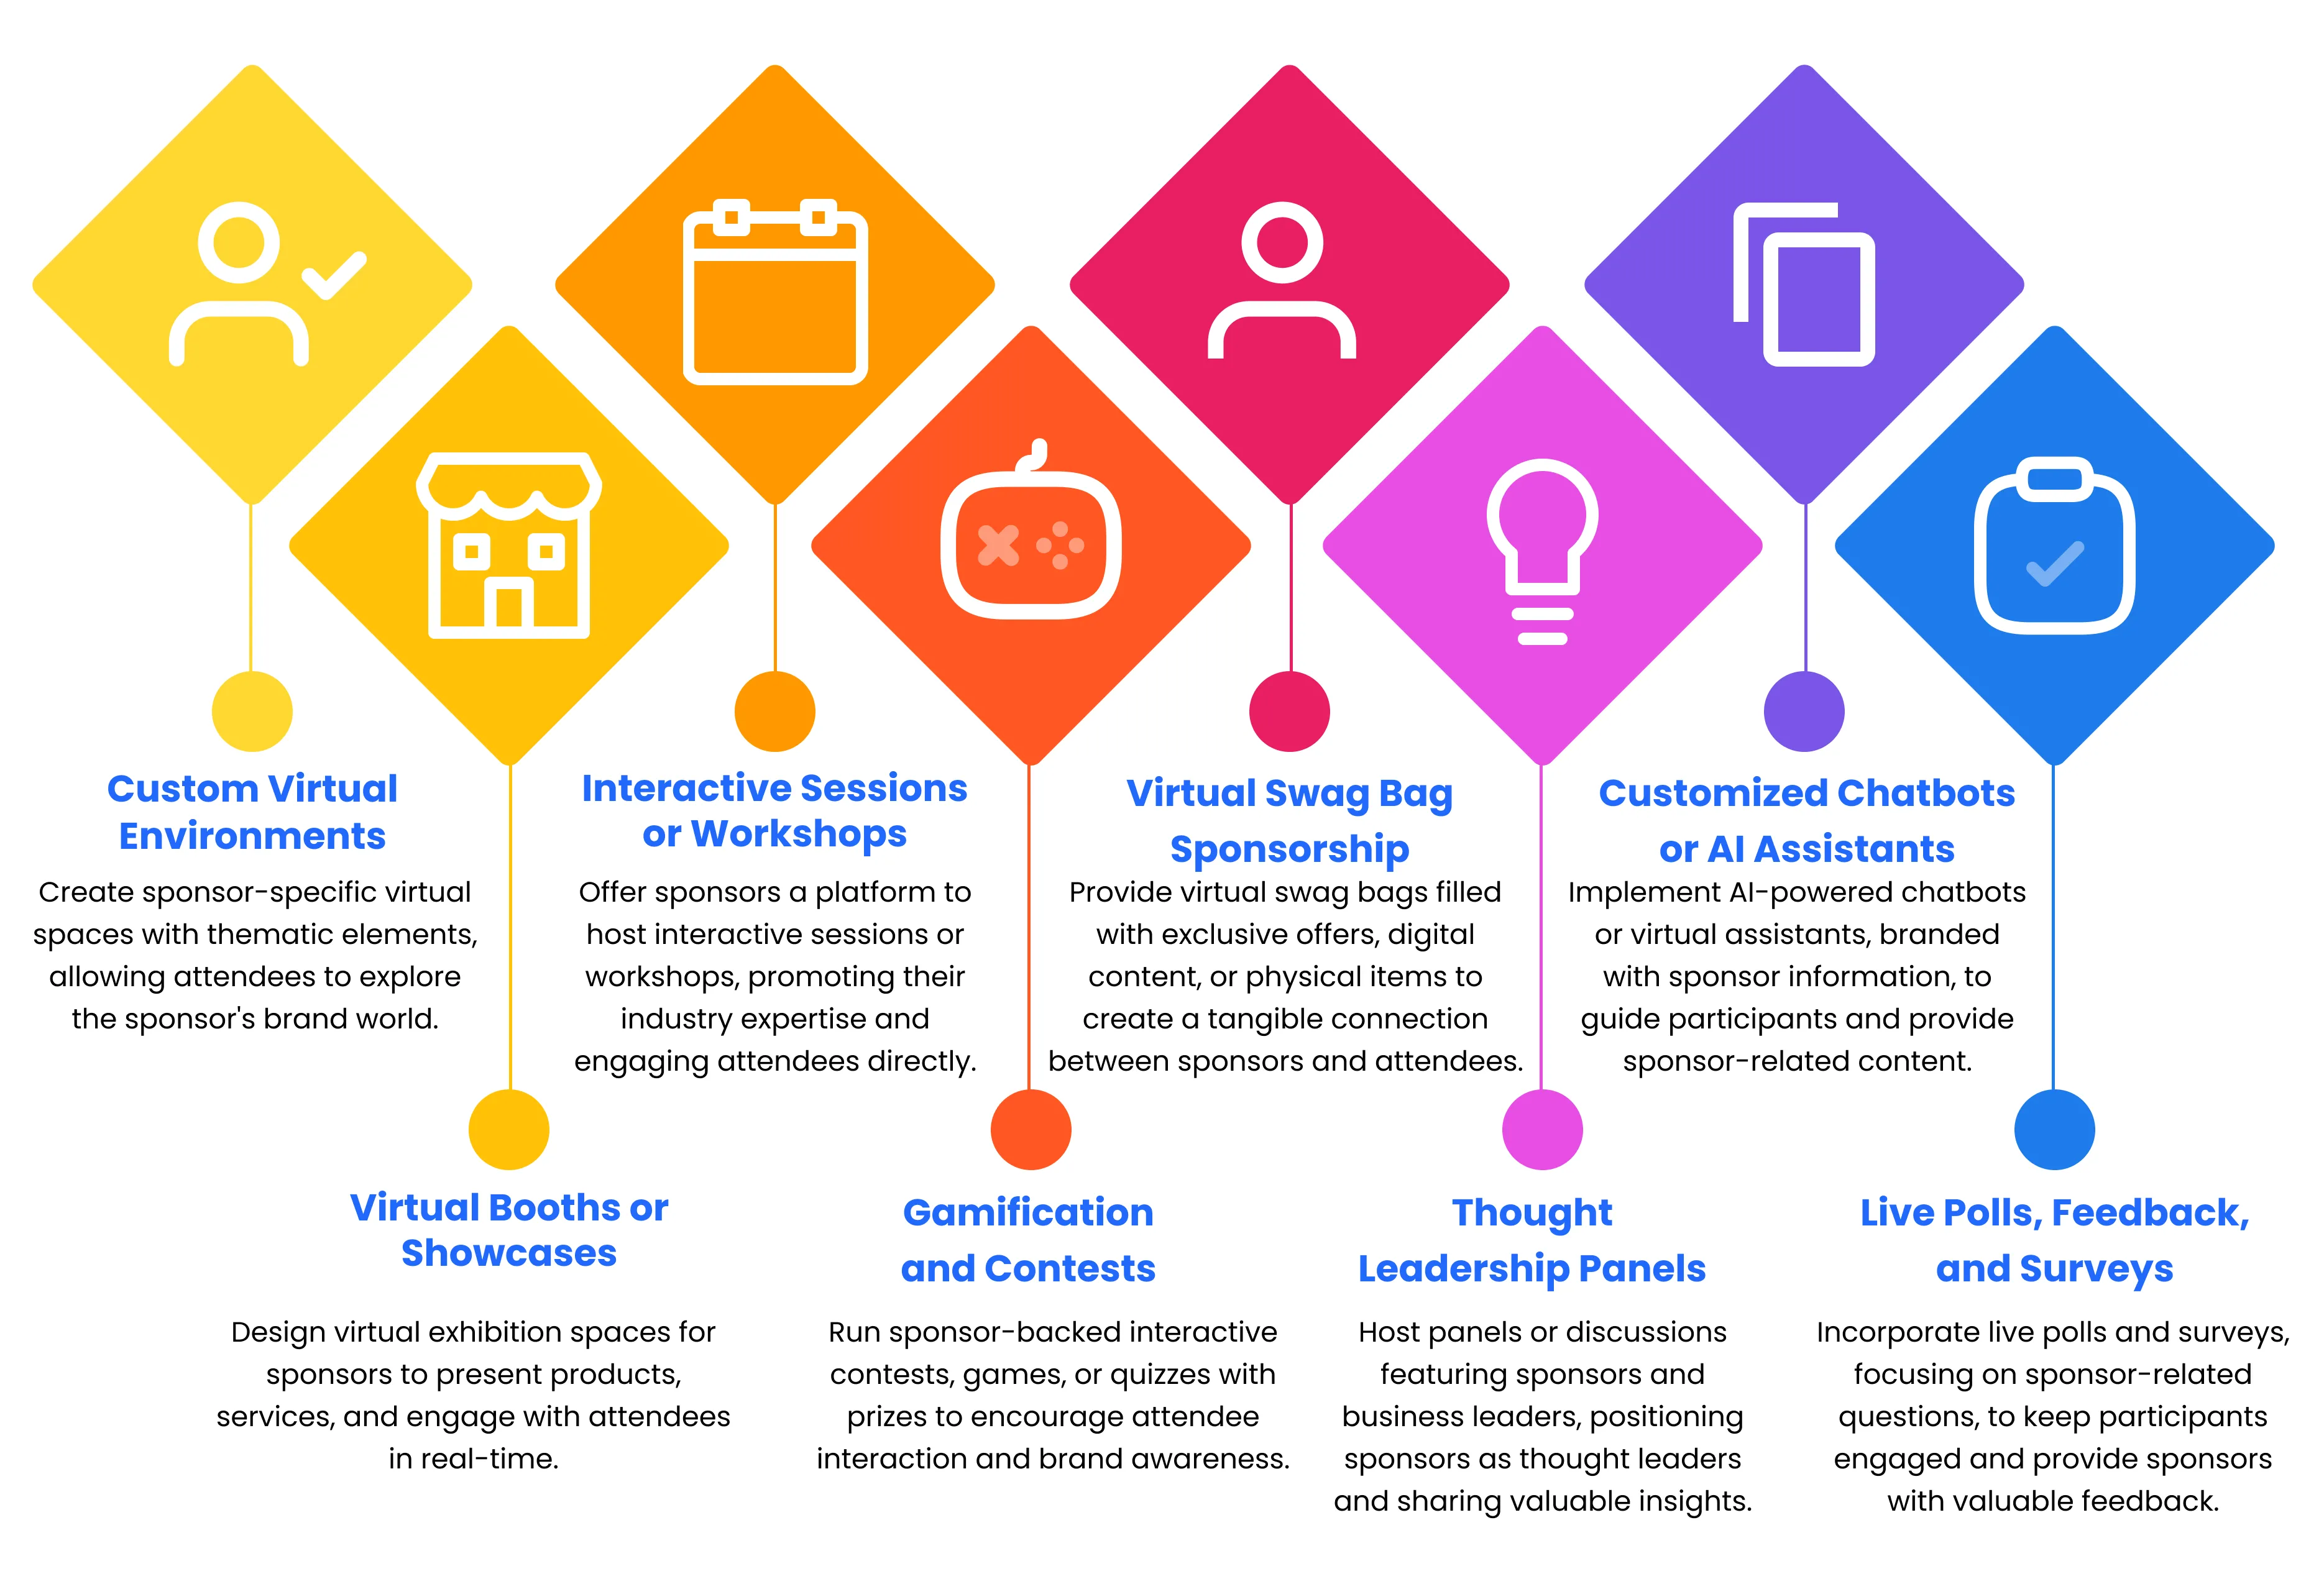 Custom Virtual
Environments
Create sponsor-specific virtual
spaces with thematic elements,
allowing attendees to explore
the sponsor's brand world.
Interactive Sessions
or Workshops
Offer sponsors a platform to
host interactive sessions or
workshops, promoting their
industry expertise and
engaging attendees directly.
Virtual Swag Bag
Sponsorship
Provide virtual swag bags filled
with exclusive offers, digital
content, or physical items to
create a tangible connection
between sponsors and attendees.
Customized Chatbots
or AI Assistants
Implement AI-powered chatbots
or virtual assistants, branded
with sponsor information, to
guide participants and provide
sponsor-related content.
Virtual Booths or
Showcases
Design virtual exhibition spaces for
sponsors to present products,
services, and engage with attendees
in real-time.
Gamification
and Contests
Run sponsor-backed interactive
contests, games, or quizzes with
prizes to encourage attendee
interaction and brand awareness.
Thought
Leadership Panels
Host panels or discussions
featuring sponsors and
business leaders, positioning
sponsors as thought leaders
and sharing valuable insights.
Live Polls, Feedback,
and Surveys
Incorporate live polls and surveys,
focusing on sponsor-related
questions, to keep participants
engaged and provide sponsors
with valuable feedback.